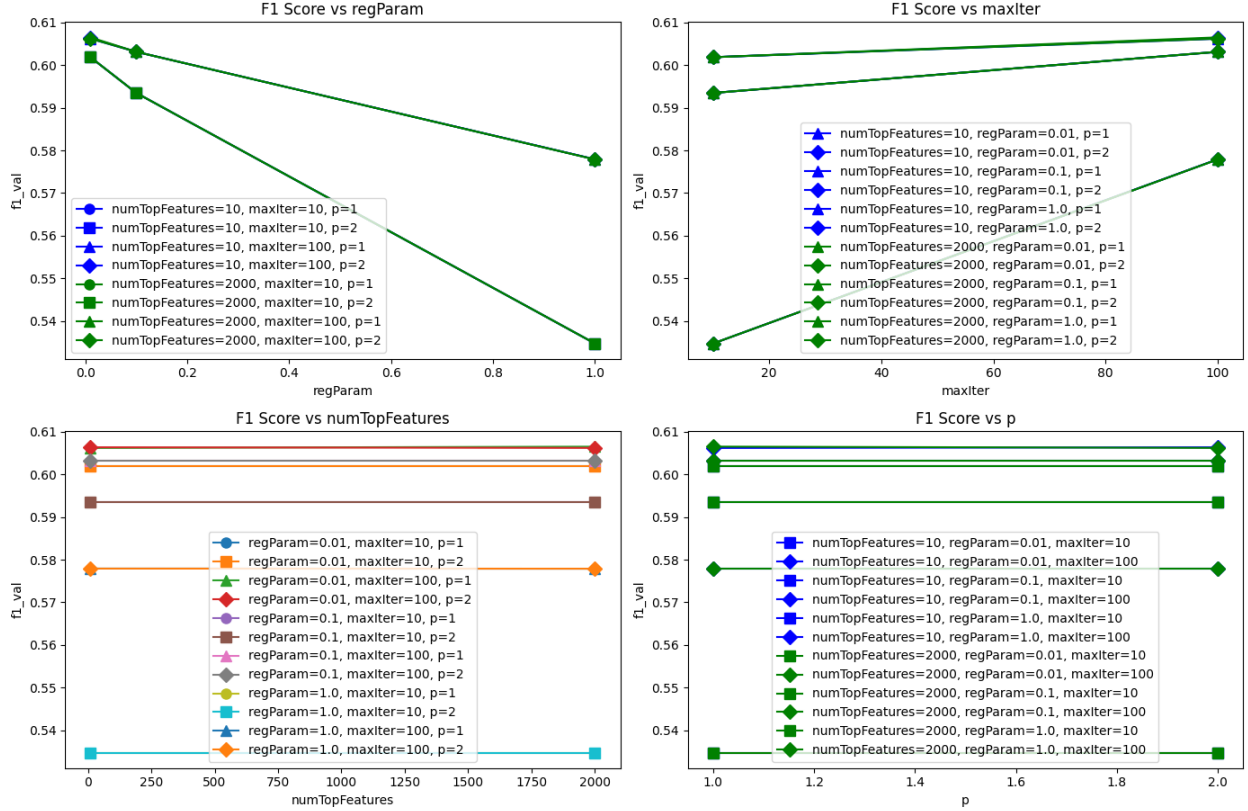 F1 Score vs regParam
0.61
0.60
0.59
0.58
0.57
0.56
0.55
0.54
f1_val
numTopFeatures=10, maxIter=10, p=1
numTopFeatures=10, maxIter=10, p=2
numTopFeatures=10, maxIter=100, p=1
numTopFeatures=10, maxIter=100, p=2
numTopFeatures=2000, maxIter=10, p=1
numTopFeatures=2000, maxIter=10, p=2
numTopFeatures=2000, maxIter=100, p=1
numTopFeatures=2000, maxIter=100, p=2
0.0 0.2 0.4 0.6 0.8 1.0
regParam
F1 Score vs maxIter
0.61
0.60
0.59
0.58
0.57
0.56
0.55
0.54
f1_val
numTopFeatures=10, regParam=0.01, p=1
numTopFeatures=10, regParam=0.01, p=2
numTopFeatures=10, regParam=0.1, p=1
numTopFeatures=10, regParam=0.1, p=2
numTopFeatures=10, regParam=1.0, p=1
numTopFeatures=10, regParam=1.0, p=2
numTopFeatures=2000, regParam=0.01, p=1
numTopFeatures=2000, regParam=0.01, p=2
numTopFeatures=2000, regParam=0.1, p=1
numTopFeatures=2000, regParam=0.1, p=2
numTopFeatures=2000, regParam=1.0, p=1
numTopFeatures=2000, regParam=1.0, p=2
20 40 60 80 100
maxIter
F1 Score vs numTopFeatures
0.61
0.60
0.59
0.58
0.57
0.56
0.55
0.54
f1_val
regParam=0.01, maxIter=10, p=1
regParam=0.01, maxIter=10, p=2
regParam=0.01, maxIter=100, p=1
regParam=0.01, maxIter=100, p=2
regParam=0.1, maxIter=10, p=1
regParam=0.1, maxIter=10, p=2
regParam=0.1, maxIter=100, p=1
regParam=0.1, maxIter=100, p=2
regParam=1.0, maxIter=10, p=1
regParam=1.0, maxIter=10, p=2
regParam=1.0, maxIter=100, p=1
regParam=1.0, maxIter=100, p=2
0 250 500 750 1000 1250 1500 1750 2000
numTopFeatures
F1 Score vs p
0.61
0.60
0.59
0.58
0.57
0.56
0.55
0.54
f1_val
numTopFeatures=10, regParam=0.01, maxIter=10
numTopFeatures=10, regParam=0.01, maxIter=100
numTopFeatures=10, regParam=0.1, maxIter=10
numTopFeatures=10, regParam=0.1, maxIter=100
numTopFeatures=10, regParam=1.0, maxIter=10
numTopFeatures=10, regParam=1.0, maxIter=100
numTopFeatures=2000, regParam=0.01, maxIter=10
numTopFeatures=2000, regParam=0.01, maxIter=100
numTopFeatures=2000, regParam=0.1, maxIter=10
numTopFeatures=2000, regParam=0.1, maxIter=100
numTopFeatures=2000, regParam=1.0, maxIter=10
numTopFeatures=2000, regParam=1.0, maxIter=100
1.0 1.2 1.4 1.6 1.8 2.0
p